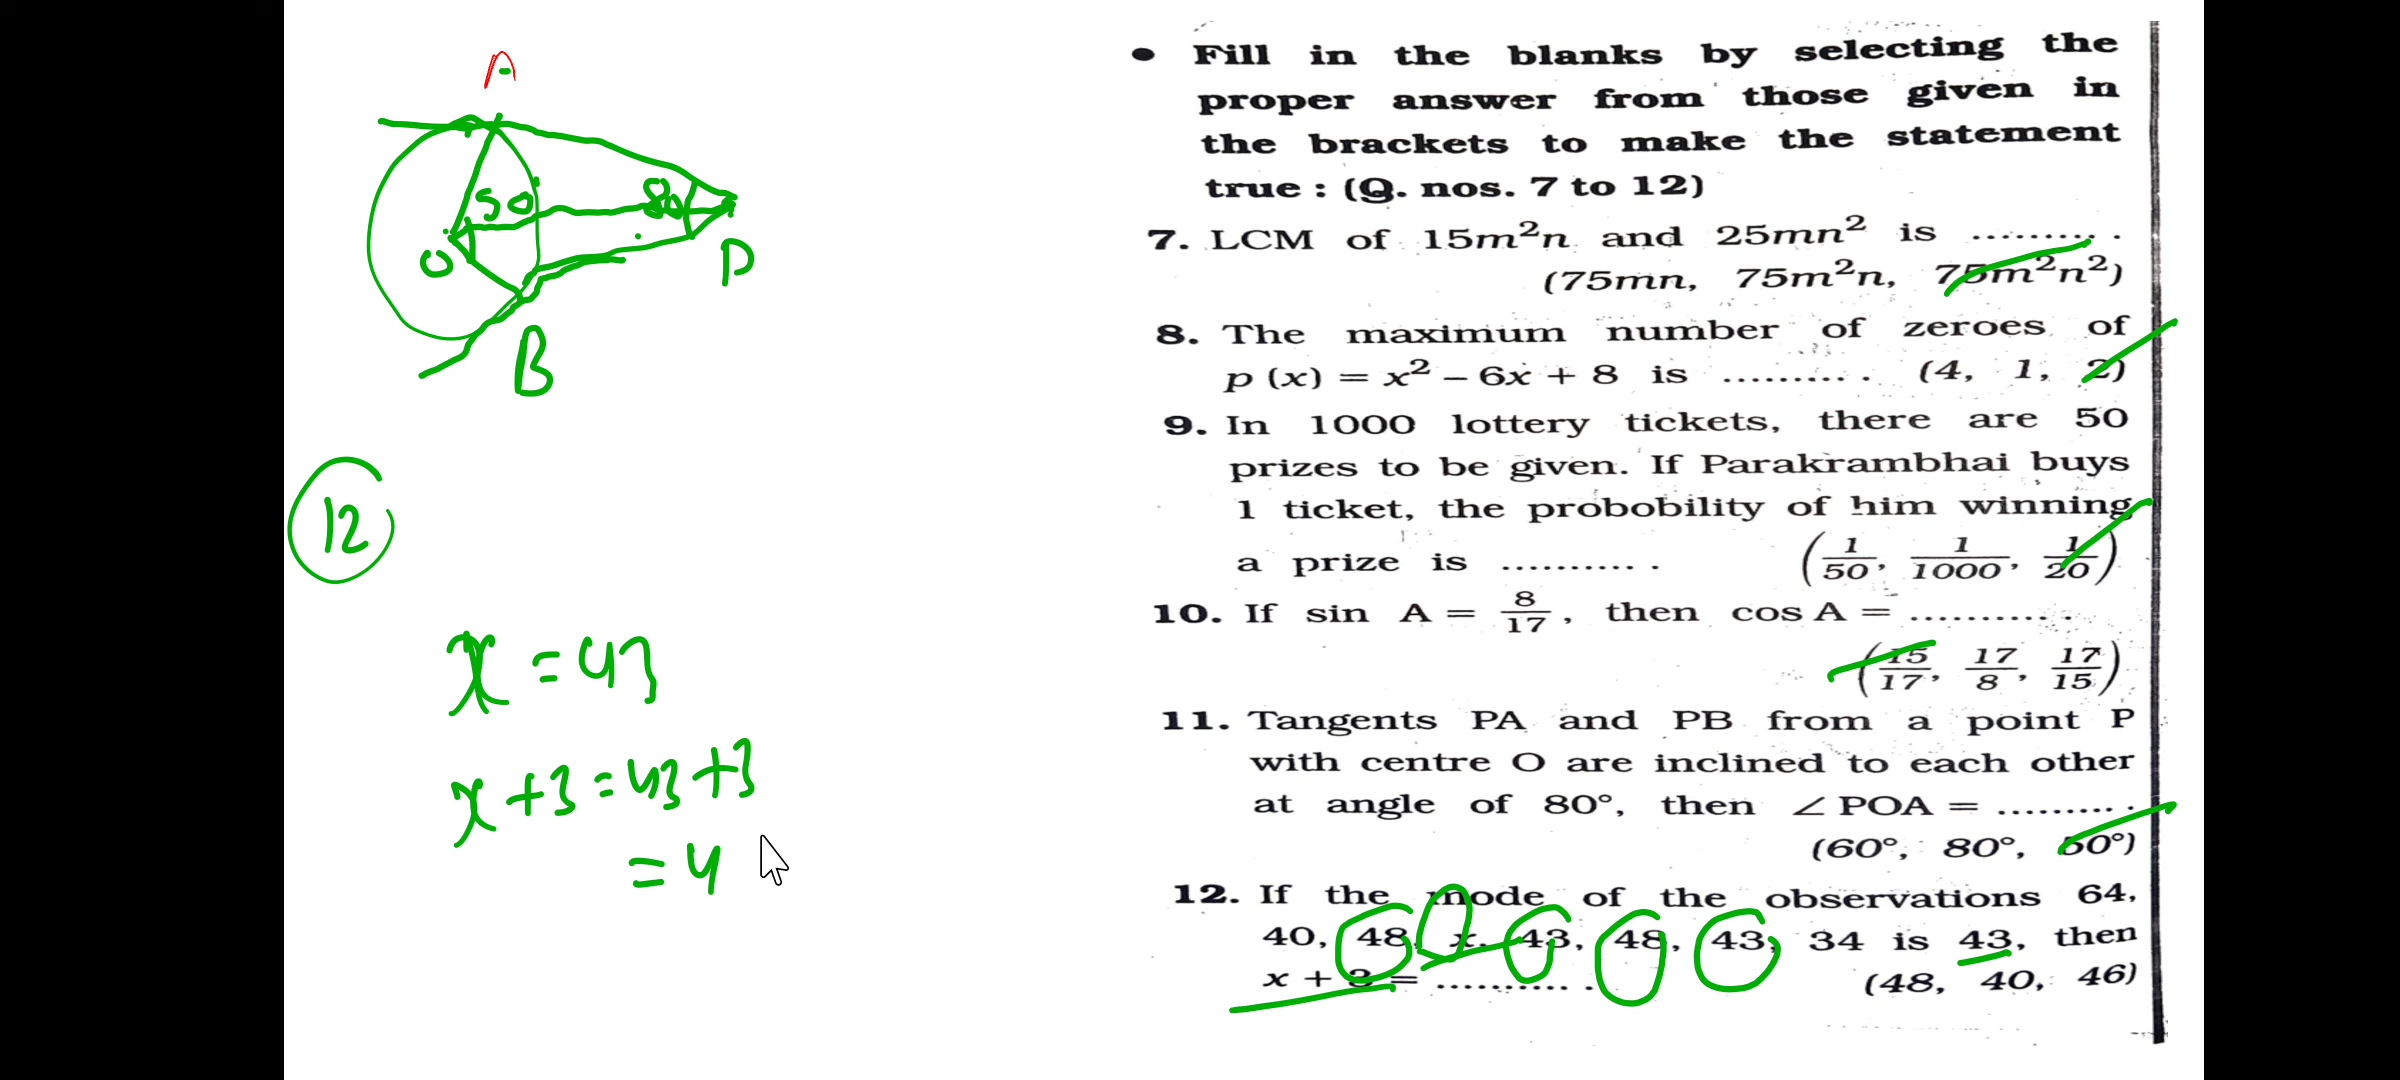 A
50
80
O
P
B
12
x = 43
x + 3 = 43 + 3
= 4
• Fill in the blanks by selecting the
proper answer from those given in
the brackets to make the statement
true : (Q. nos. 7 to 12)
7. LCM of 15m²n and 25mn² is .......... .
(75mn, 75m²n, 75m²n²)
8. The maximum number of zeroes of
p (x) = x² – 6x + 8 is ......... . (4, 1, 2)
9. In 1000 lottery tickets, there are 50
prizes to be given. If Parakrambhai buys
1 ticket, the probobility of him winning
a prize is .......... . (1/50, 1/1000, 1/20)
10. If sin A = 8/17, then cos A = .......... .
(15/17, 17/8, 17/15)
11. Tangents PA and PB from a point P
with centre O are inclined to each other
at angle of 80°, then ∠ POA = ......... .
(60°, 80°, 50°)
12. If the mode of the observations 64,
40, 48, x, 43, 48, 43, 34 is 43, then
x + 3 = .......... . (48, 40, 46)